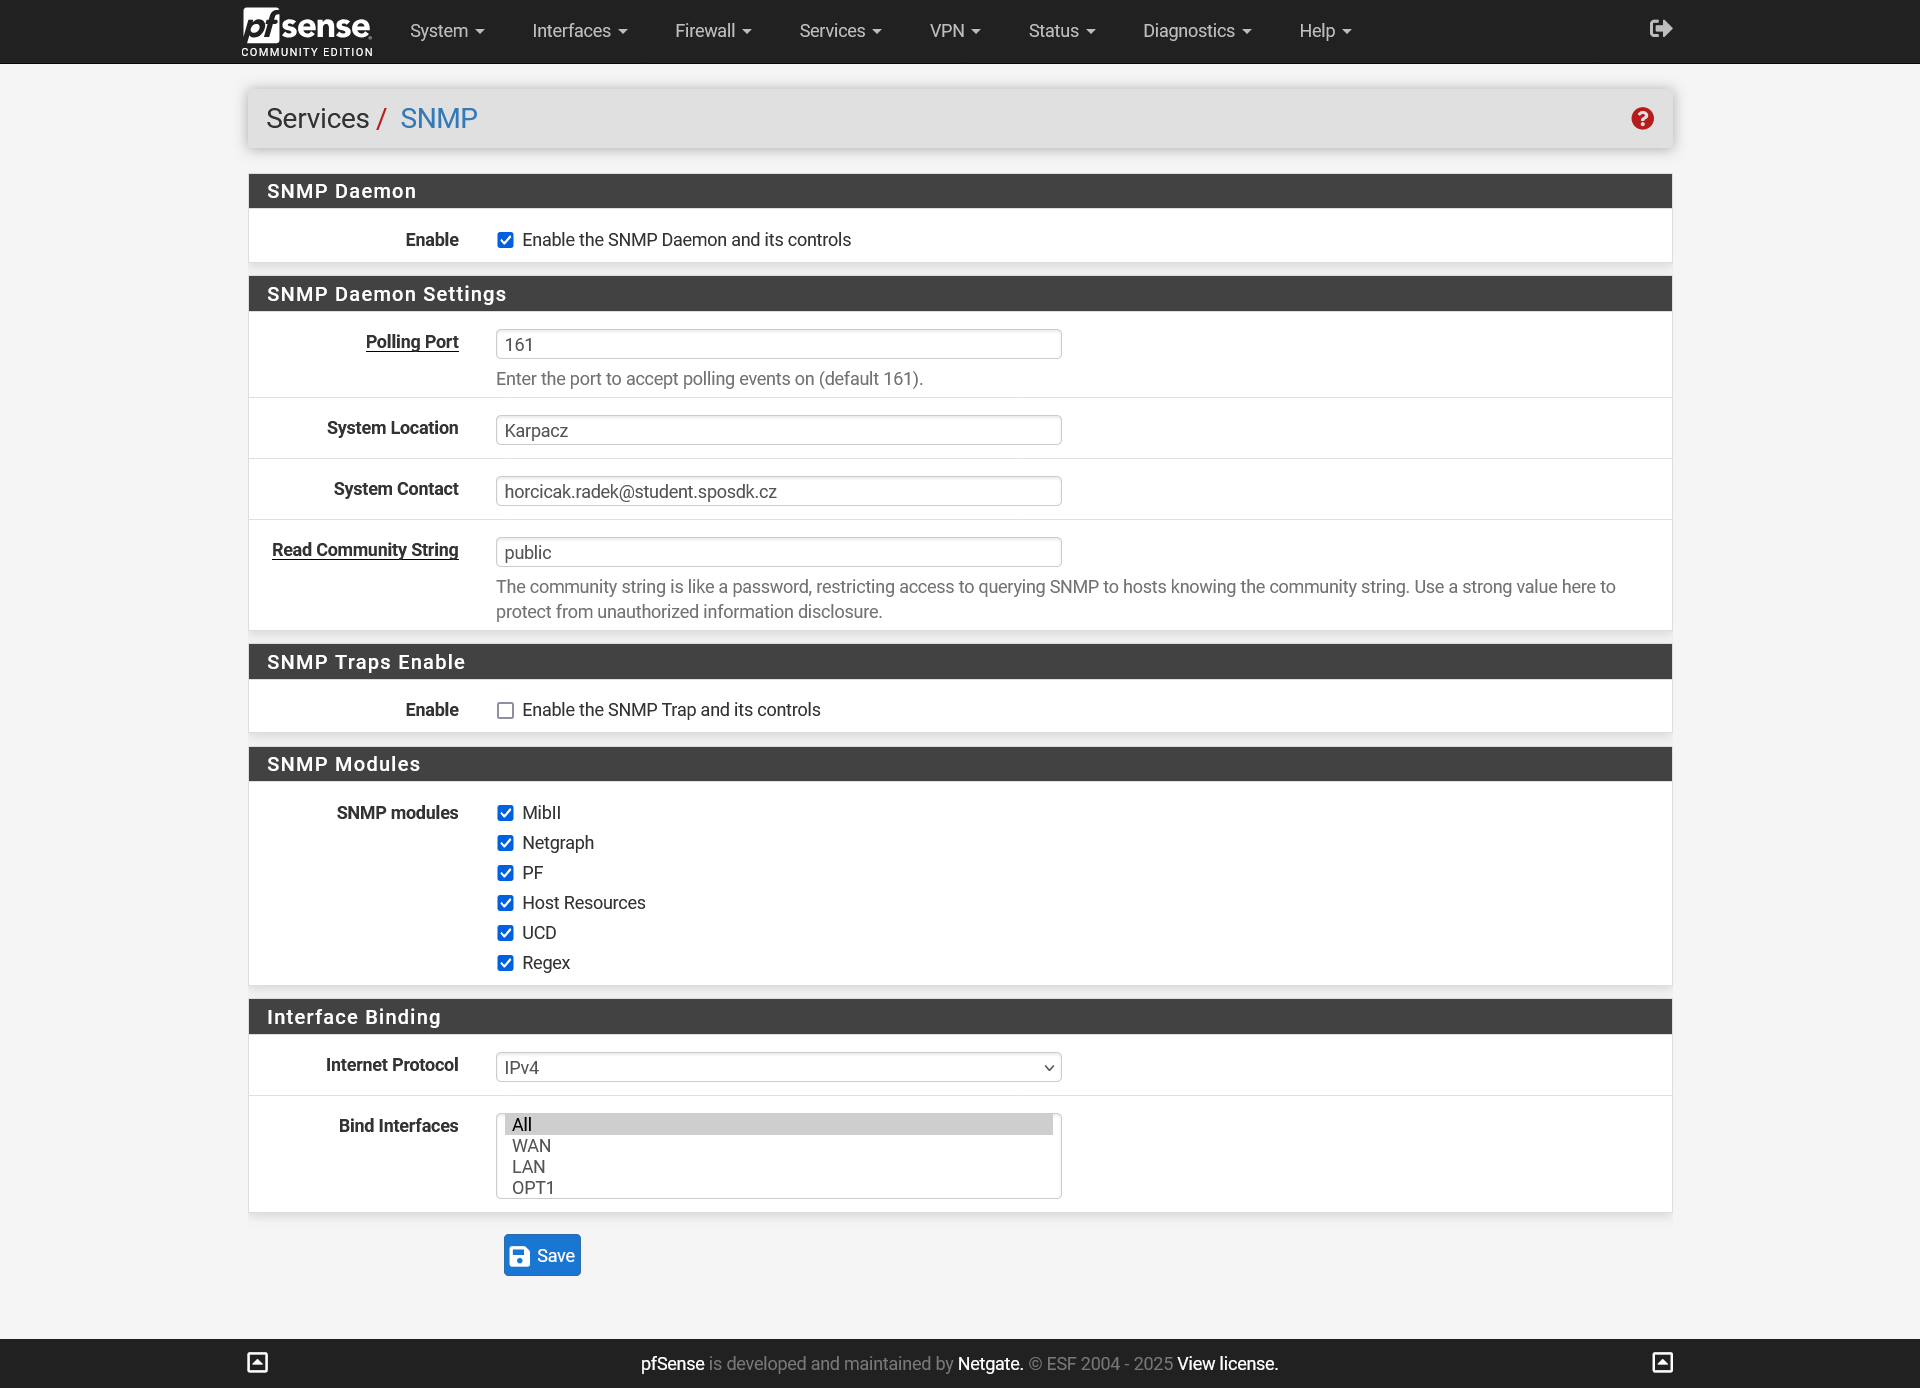 pfsense
COMMUNITY EDITION
System Interfaces Firewall Services VPN Status Diagnostics Help
Services / SNMP
SNMP Daemon
Enable Enable the SNMP Daemon and its controls
SNMP Daemon Settings
Polling Port 161
Enter the port to accept polling events on (default 161).
System Location Karpacz
System Contact horcicak.radek@student.sposdk.cz
Read Community String public
The community string is like a password, restricting access to querying SNMP to hosts knowing the community string. Use a strong value here to
protect from unauthorized information disclosure.
SNMP Traps Enable
Enable Enable the SNMP Trap and its controls
SNMP Modules
SNMP modules MibII
Netgraph
PF
Host Resources
UCD
Regex
Interface Binding
Internet Protocol IPv4
Bind Interfaces All
WAN
LAN
OPT1
Save
pfSense is developed and maintained by Netgate. © ESF 2004 - 2025 View license.